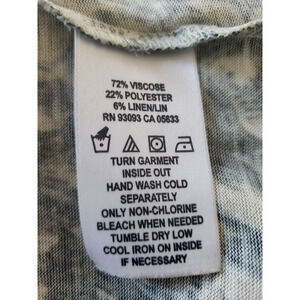 72% VISCOSE
22% POLYESTER
6% LINEN/LIN
RN 93093 CA 05633
TURN GARMENT
INSIDE OUT
HAND WASH COLD
SEPARATELY
ONLY NON-CHLORINE
BLEACH WHEN NEEDED
TUMBLE DRY LOW
COOL IRON ON INSIDE
IF NECESSARY